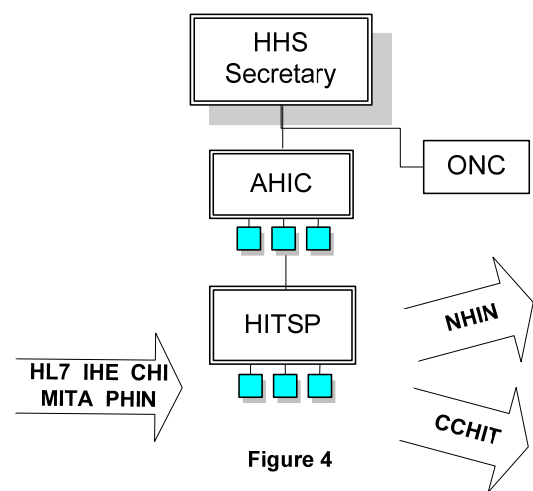 HHS
Secretary
ONC
AHIC
HITSP
NHIN
HL7 IHE CHI
MITA PHIN
CCHIT
Figure 4